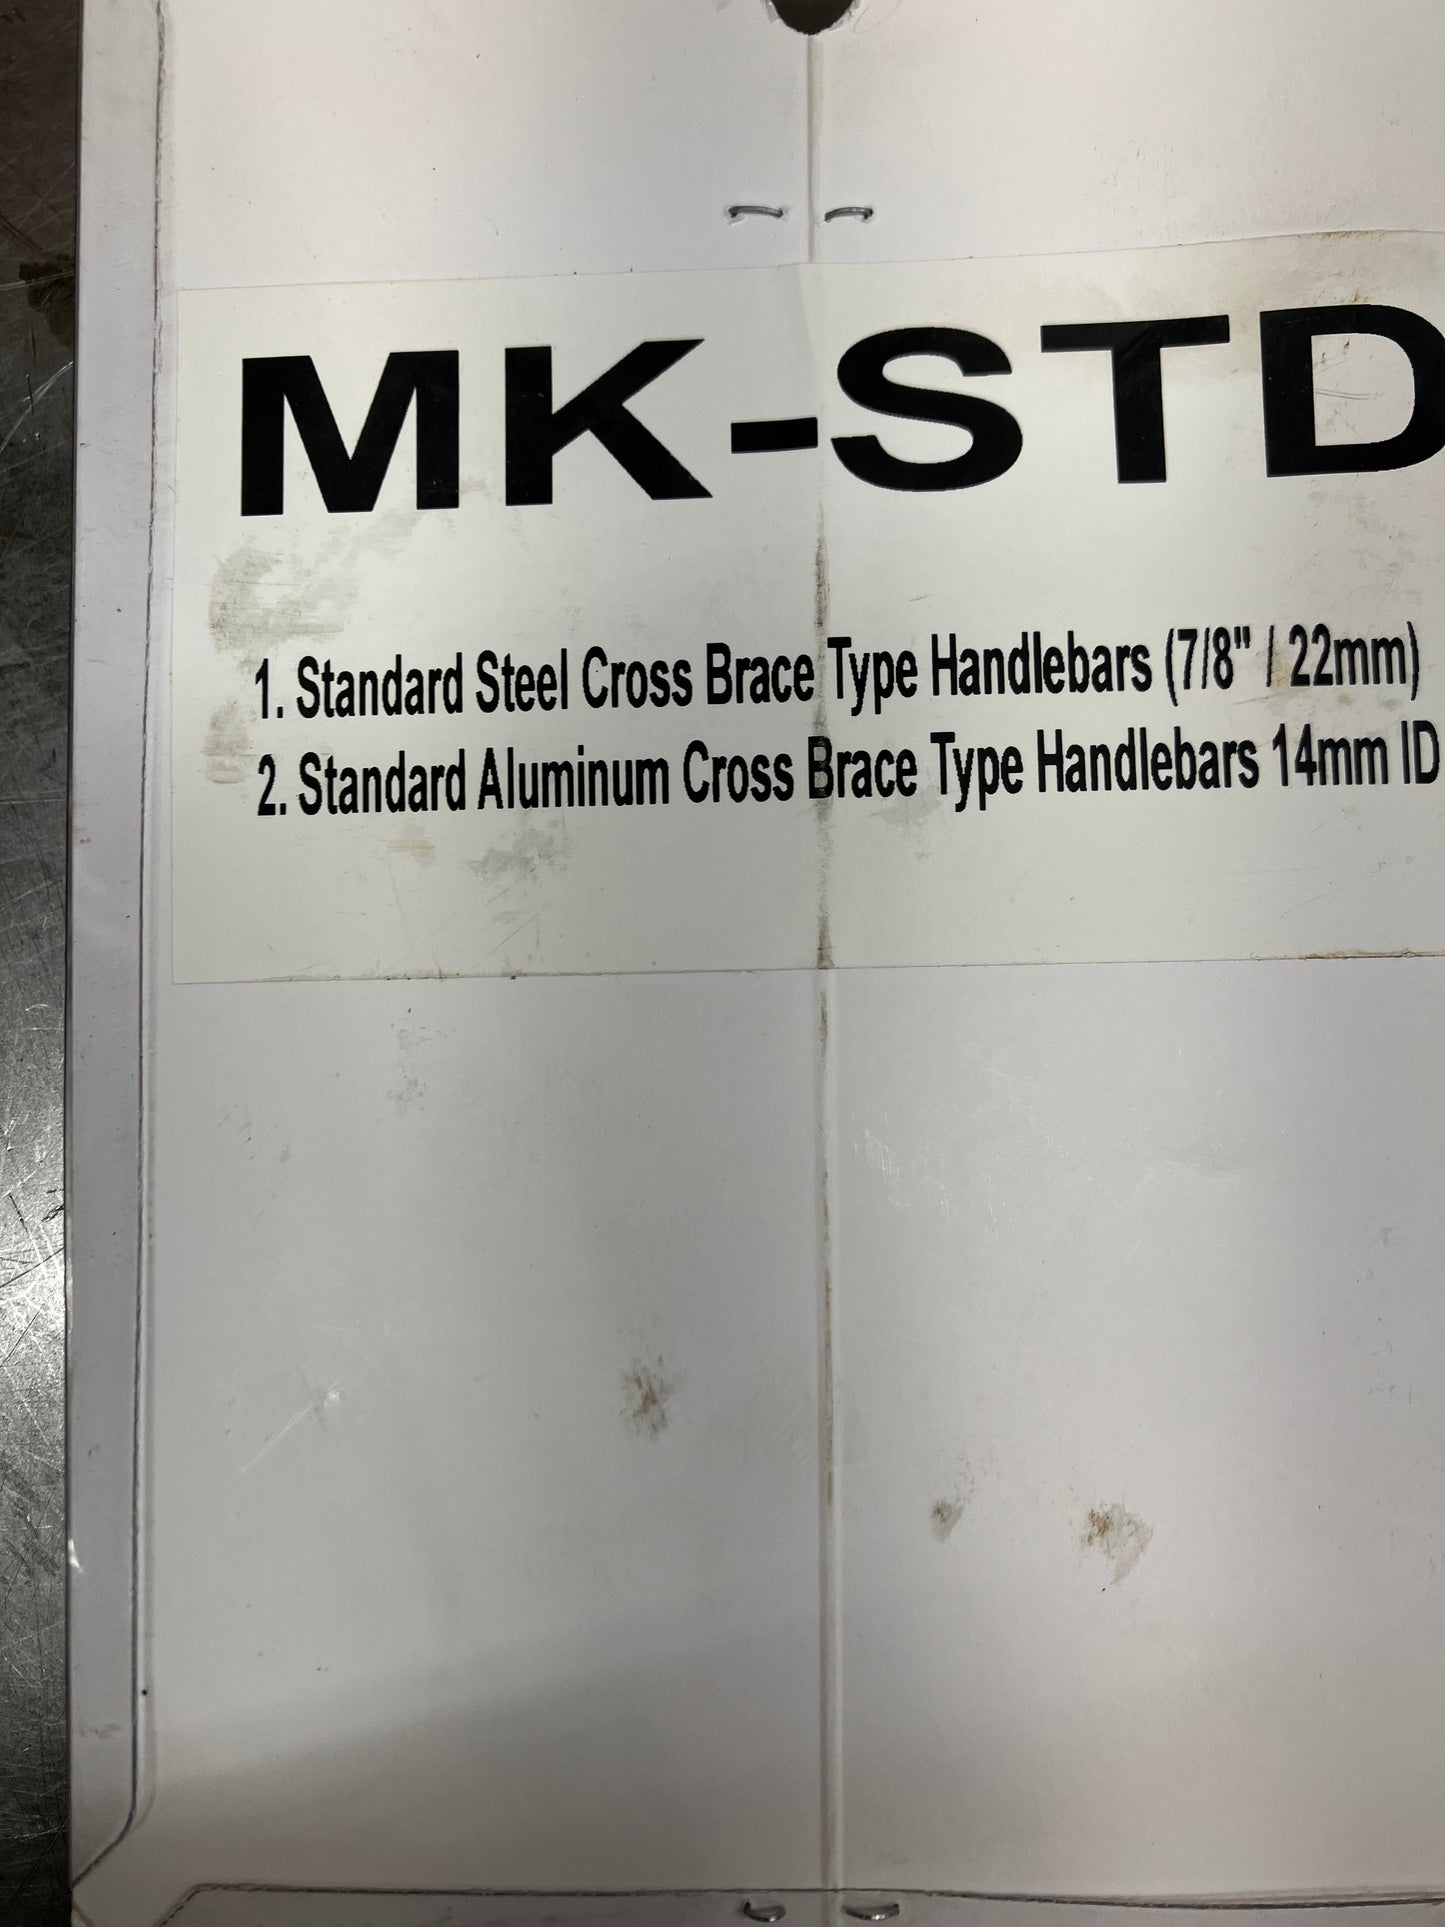 MK-STD
1. Standard Steel Cross Brace Type Handlebars (7/8" / 22mm)
2. Standard Aluminum Cross Brace Type Handlebars 14mm ID